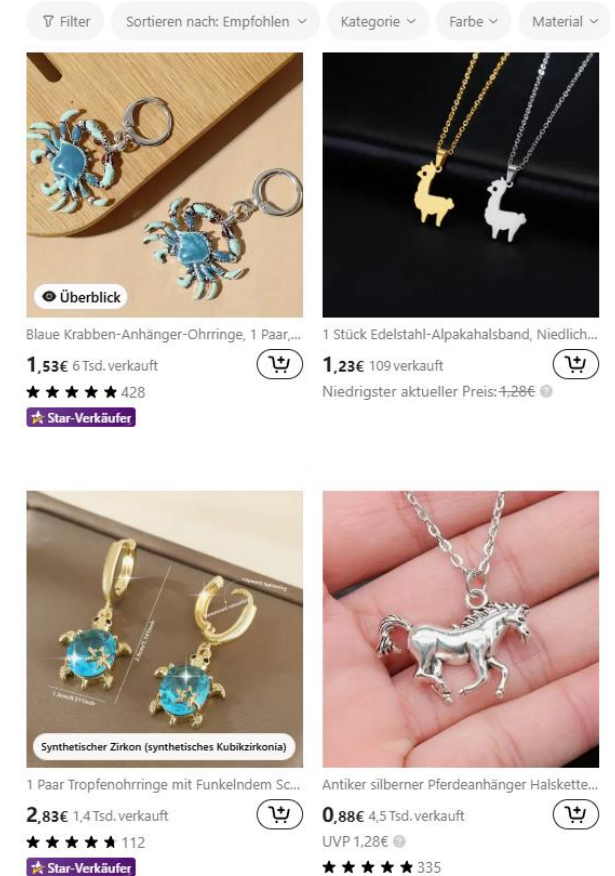 Filter
Sortieren nach: Empfohlen
Kategorie
Farbe
Material
Überblick
Blaue Krabben-Anhänger-Ohrringe, 1 Paar,...
1,53€ 6 Tsd. verkauft
428
Star-Verkäufer
1 Stück Edelstahl-Alpakahalsband, Niedlich...
1,23€ 109 verkauft
Niedrigster aktueller Preis: 1,28€
Synthetischer Zirkon (synthetisches Kubikzirkonia)
1 Paar Tropfenohrringe mit Funkelndem Sc...
2,83€ 1,4 Tsd. verkauft
112
Star-Verkäufer
Antiker silberner Pferdeanhänger Halskette...
0,88€ 4,5 Tsd. verkauft
UVP 1,28€
335